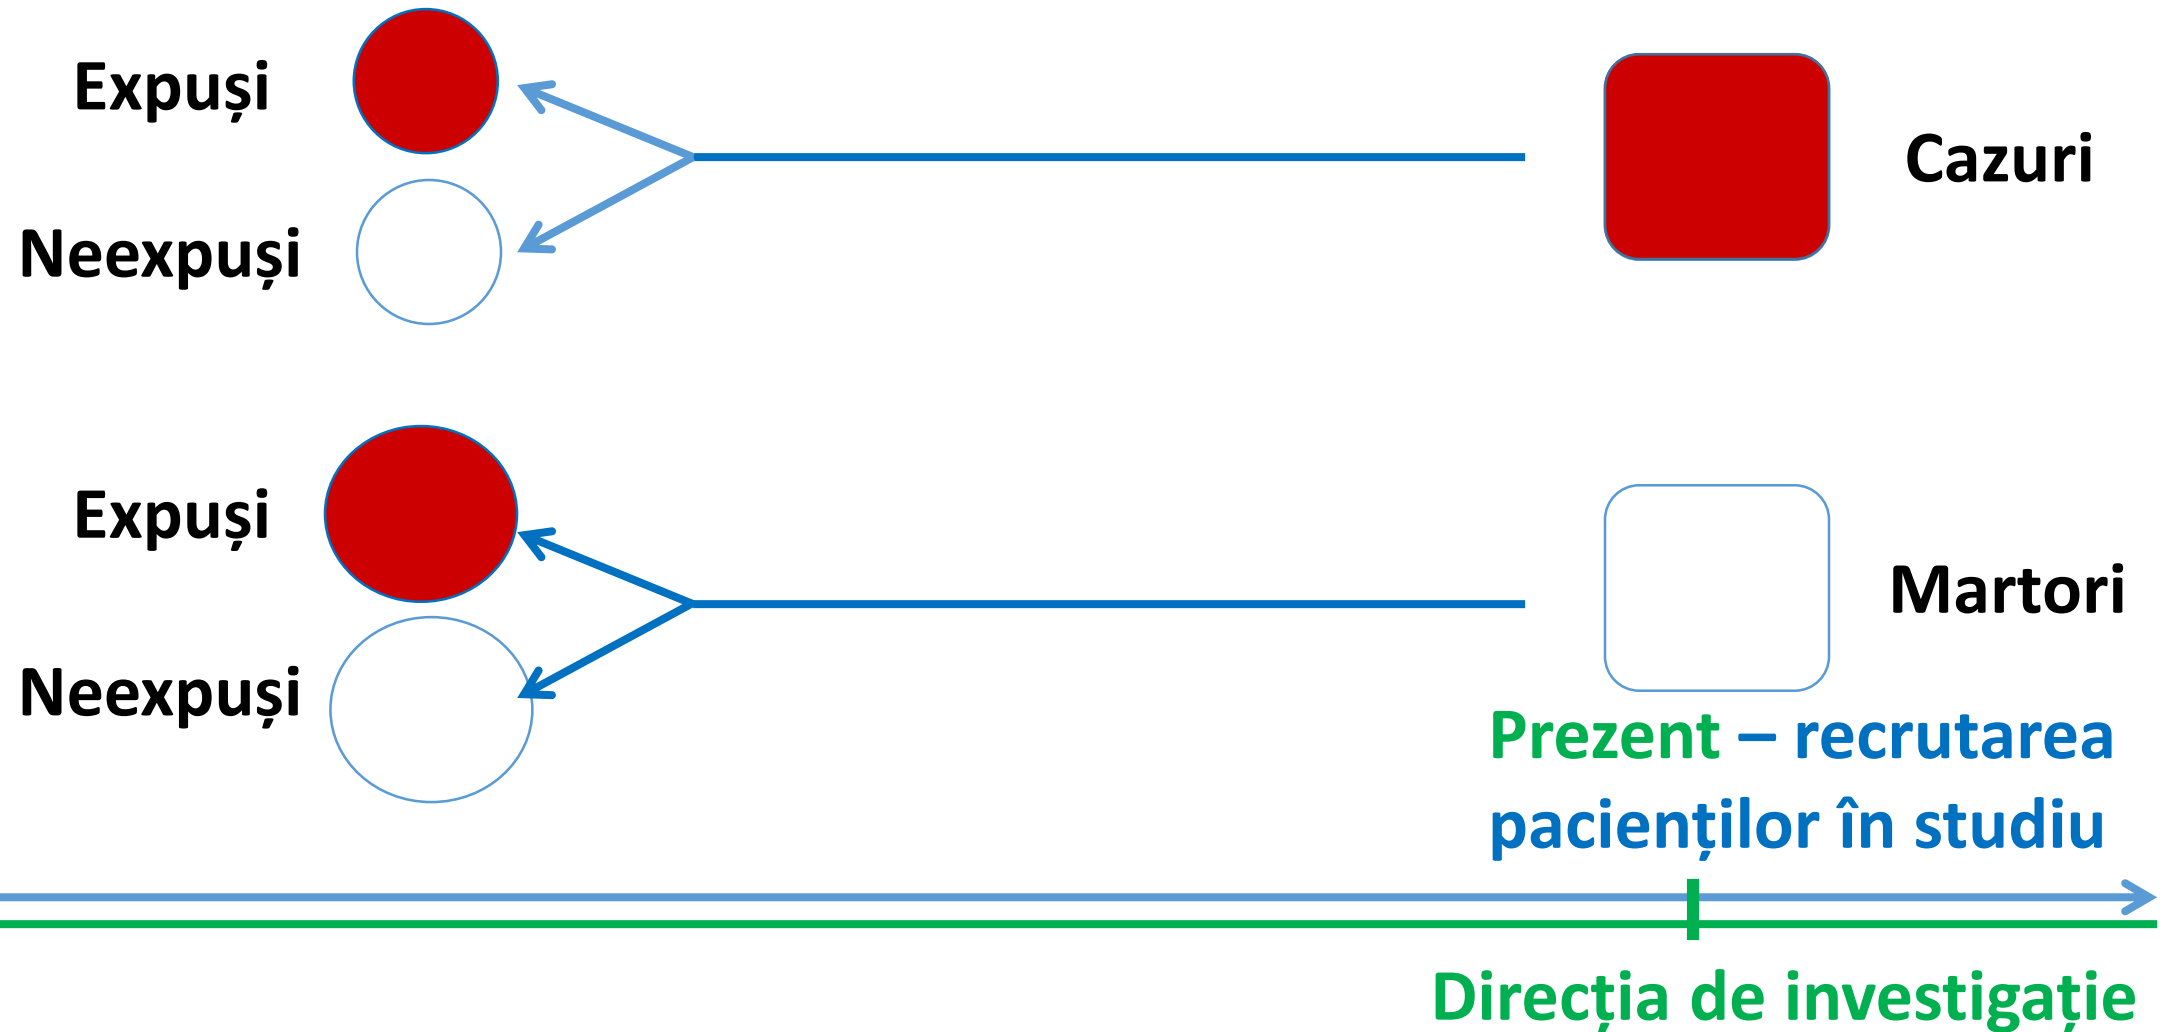 Expuși
Neexpuși
Cazuri
Expuși
Neexpuși
Martori
Prezent – recrutarea
pacienților în studiu
Direcția de investigație